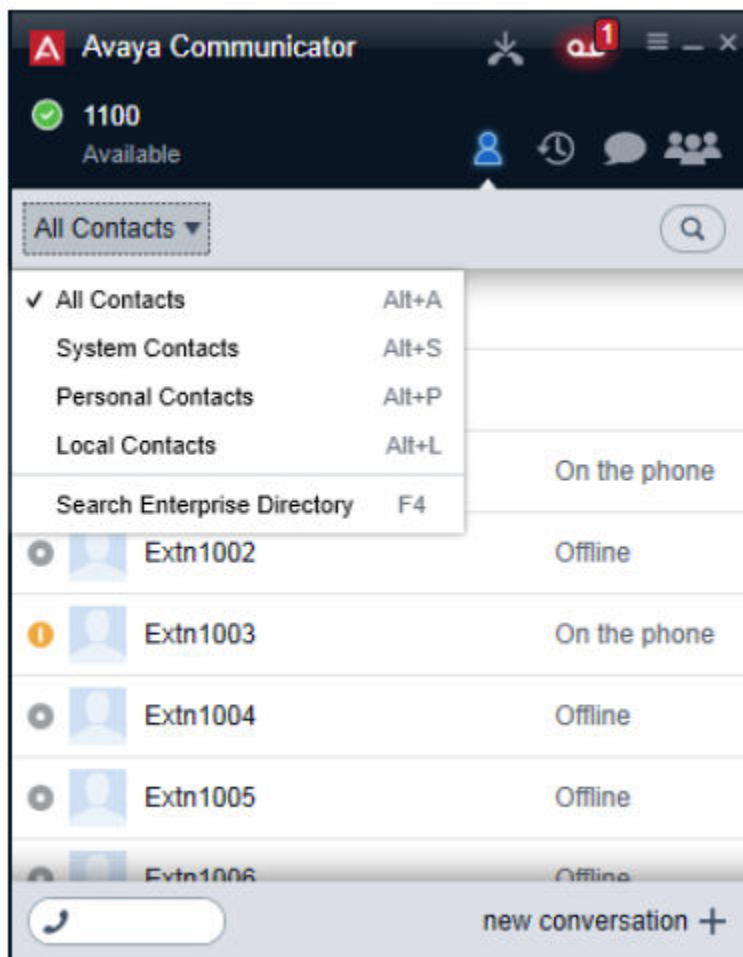 Avaya Communicator
1
1100
Available
All Contacts
All Contacts Alt+A
System Contacts Alt+S
Personal Contacts Alt+P
Local Contacts Alt+L
Search Enterprise Directory F4
On the phone
Extn1002 Offline
Extn1003 On the phone
Extn1004 Offline
Extn1005 Offline
Extn1006 Offline
new conversation